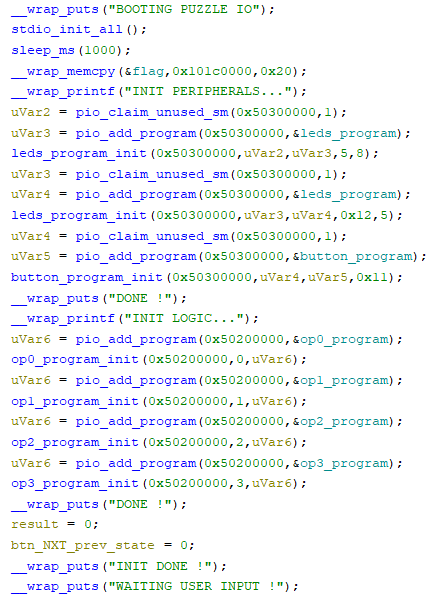 __wrap_puts("BOOTING PUZZLE IO");
stdio_init_all();
sleep_ms(1000);
__wrap_memcpy(&flag,0x101c0000,0x20);
__wrap_printf("INIT PERIPHERALS...");
uVar2 = pio_claim_unused_sm(0x50300000,1);
uVar3 = pio_add_program(0x50300000,&leds_program);
leds_program_init(0x50300000,uVar2,uVar3,5,8);
uVar3 = pio_claim_unused_sm(0x50300000,1);
uVar4 = pio_add_program(0x50300000,&leds_program);
leds_program_init(0x50300000,uVar3,uVar4,0x12,5);
uVar4 = pio_claim_unused_sm(0x50300000,1);
uVar5 = pio_add_program(0x50300000,&button_program);
button_program_init(0x50300000,uVar4,uVar5,0x11);
__wrap_puts("DONE !");
__wrap_printf("INIT LOGIC...");
uVar6 = pio_add_program(0x50200000,&op0_program);
op0_program_init(0x50200000,0,uVar6);
uVar6 = pio_add_program(0x50200000,&op1_program);
op1_program_init(0x50200000,1,uVar6);
uVar6 = pio_add_program(0x50200000,&op2_program);
op2_program_init(0x50200000,2,uVar6);
uVar6 = pio_add_program(0x50200000,&op3_program);
op3_program_init(0x50200000,3,uVar6);
__wrap_puts("DONE !");
result = 0;
btn_NXT_prev_state = 0;
__wrap_puts("INIT DONE !");
__wrap_puts("WAITING USER INPUT !");